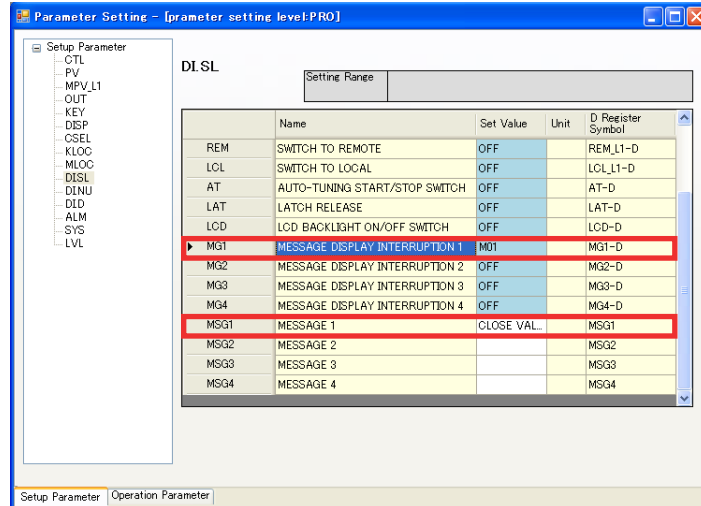 Parameter Setting - [prameter setting level:PRO]
Setup Parameter
CTL
PV
MPV_L1
OUT
KEY
DISP
CSEL
KLOC
MLOC
DISL
DINU
DID
ALM
SYS
LVL
DI.SL
Setting Range
Name Set Value Unit D Register Symbol
REM SWITCH TO REMOTE OFF REM_L1-D
LCL SWITCH TO LOCAL OFF LCL_L1-D
AT AUTO-TUNING START/STOP SWITCH OFF AT-D
LAT LATCH RELEASE OFF LAT-D
LCD LCD BACKLIGHT ON/OFF SWITCH OFF LCD-D
MG1 MESSAGE DISPLAY INTERRUPTION 1 M01 MG1-D
MG2 MESSAGE DISPLAY INTERRUPTION 2 OFF MG2-D
MG3 MESSAGE DISPLAY INTERRUPTION 3 OFF MG3-D
MG4 MESSAGE DISPLAY INTERRUPTION 4 OFF MG4-D
MSG1 MESSAGE 1 CLOSE VAL... MSG1
MSG2 MESSAGE 2 MSG2
MSG3 MESSAGE 3 MSG3
MSG4 MESSAGE 4 MSG4
Setup Parameter Operation Parameter